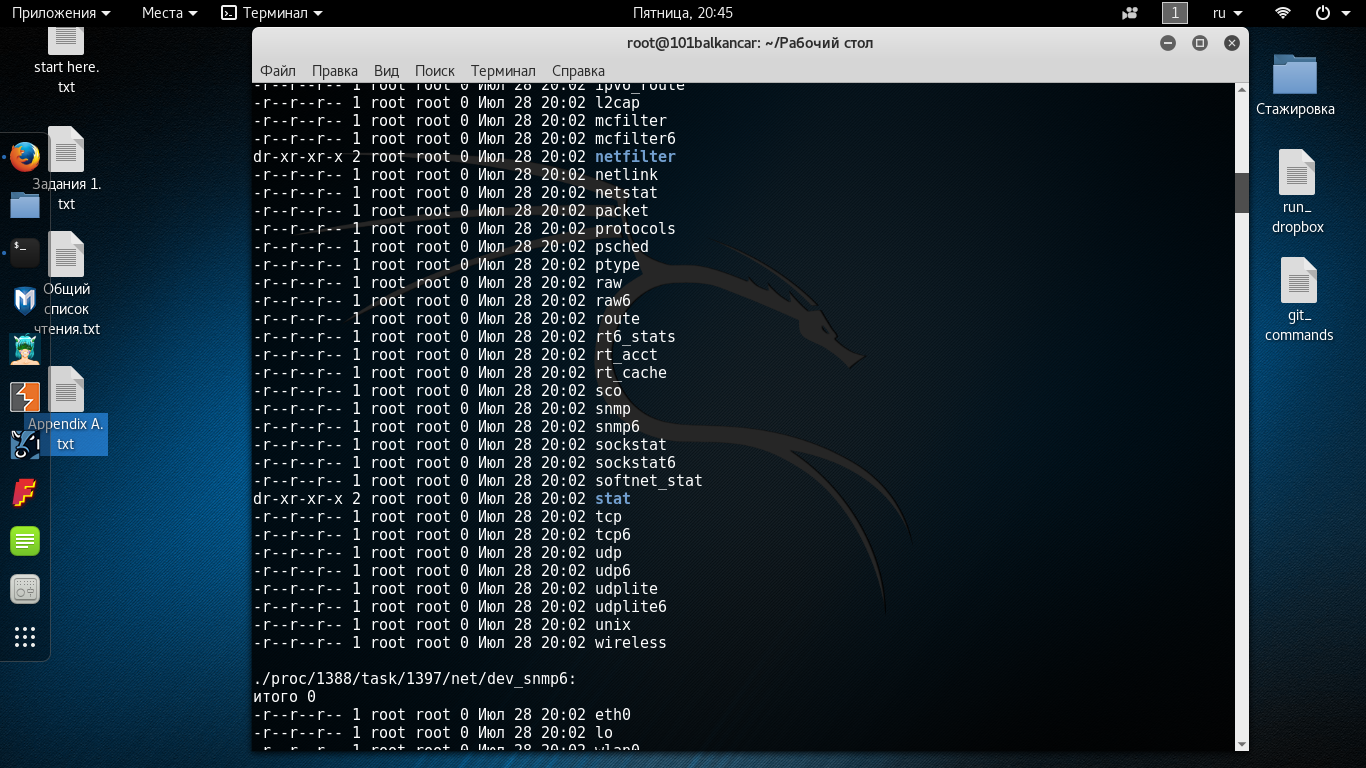 Приложения Места Терминал Пятница, 20:45 1 ru
start here.
txt
Задания 1.
txt
Общий
список
чтения.txt
Appendix A.
txt
root@101balkancar: ~/Рабочий стол
Файл Правка Вид Поиск Терминал Справка
-r--r--r-- 1 root root 0 Июл 28 20:02 ipv6_route
-r--r--r-- 1 root root 0 Июл 28 20:02 l2cap
-r--r--r-- 1 root root 0 Июл 28 20:02 mcfilter
-r--r--r-- 1 root root 0 Июл 28 20:02 mcfilter6
dr-xr-xr-x 2 root root 0 Июл 28 20:02 netfilter
-r--r--r-- 1 root root 0 Июл 28 20:02 netlink
-r--r--r-- 1 root root 0 Июл 28 20:02 netstat
-r--r--r-- 1 root root 0 Июл 28 20:02 packet
-r--r--r-- 1 root root 0 Июл 28 20:02 protocols
-r--r--r-- 1 root root 0 Июл 28 20:02 psched
-r--r--r-- 1 root root 0 Июл 28 20:02 ptype
-r--r--r-- 1 root root 0 Июл 28 20:02 raw
-r--r--r-- 1 root root 0 Июл 28 20:02 raw6
-r--r--r-- 1 root root 0 Июл 28 20:02 route
-r--r--r-- 1 root root 0 Июл 28 20:02 rt6_stats
-r--r--r-- 1 root root 0 Июл 28 20:02 rt_acct
-r--r--r-- 1 root root 0 Июл 28 20:02 rt_cache
-r--r--r-- 1 root root 0 Июл 28 20:02 sco
-r--r--r-- 1 root root 0 Июл 28 20:02 snmp
-r--r--r-- 1 root root 0 Июл 28 20:02 snmp6
-r--r--r-- 1 root root 0 Июл 28 20:02 sockstat
-r--r--r-- 1 root root 0 Июл 28 20:02 sockstat6
-r--r--r-- 1 root root 0 Июл 28 20:02 softnet_stat
dr-xr-xr-x 2 root root 0 Июл 28 20:02 stat
-r--r--r-- 1 root root 0 Июл 28 20:02 tcp
-r--r--r-- 1 root root 0 Июл 28 20:02 tcp6
-r--r--r-- 1 root root 0 Июл 28 20:02 udp
-r--r--r-- 1 root root 0 Июл 28 20:02 udp6
-r--r--r-- 1 root root 0 Июл 28 20:02 udplite
-r--r--r-- 1 root root 0 Июл 28 20:02 udplite6
-r--r--r-- 1 root root 0 Июл 28 20:02 unix
-r--r--r-- 1 root root 0 Июл 28 20:02 wireless
./proc/1388/task/1397/net/dev_snmp6:
итого 0
-r--r--r-- 1 root root 0 Июл 28 20:02 eth0
-r--r--r-- 1 root root 0 Июл 28 20:02 lo
-r--r--r-- 1 root root 0 Июл 28 20:02 wlan0
Стажировка
run_
dropbox
git_
commands